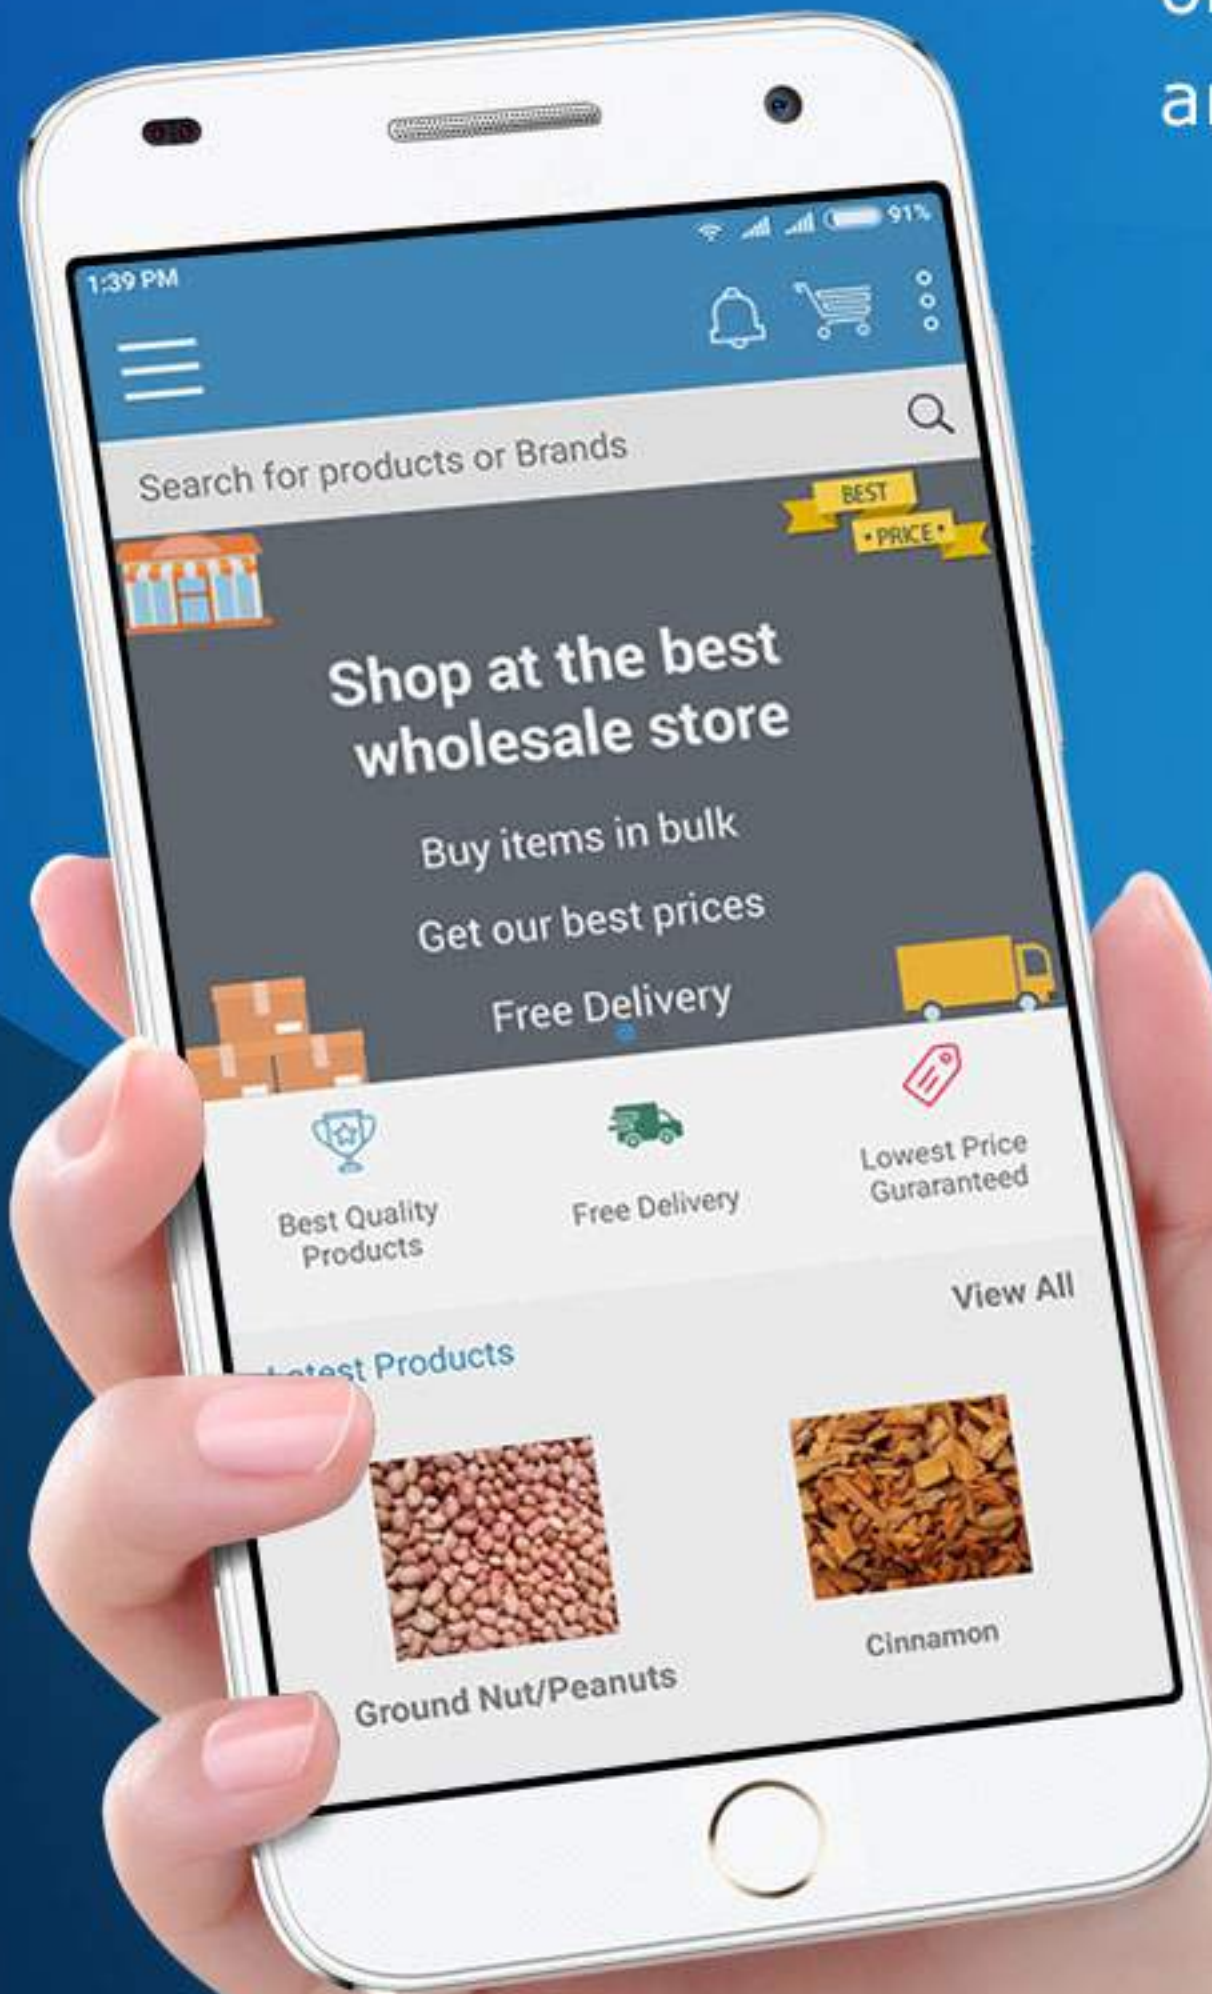 1:39 PM
91%
Search for products or Brands
BEST
• PRICE •
Shop at the best
wholesale store
Buy items in bulk
Get our best prices
Free Delivery
Best Quality
Products
Free Delivery
Lowest Price
Guraranteed
View All
Latest Products
Ground Nut/Peanuts
Cinnamon